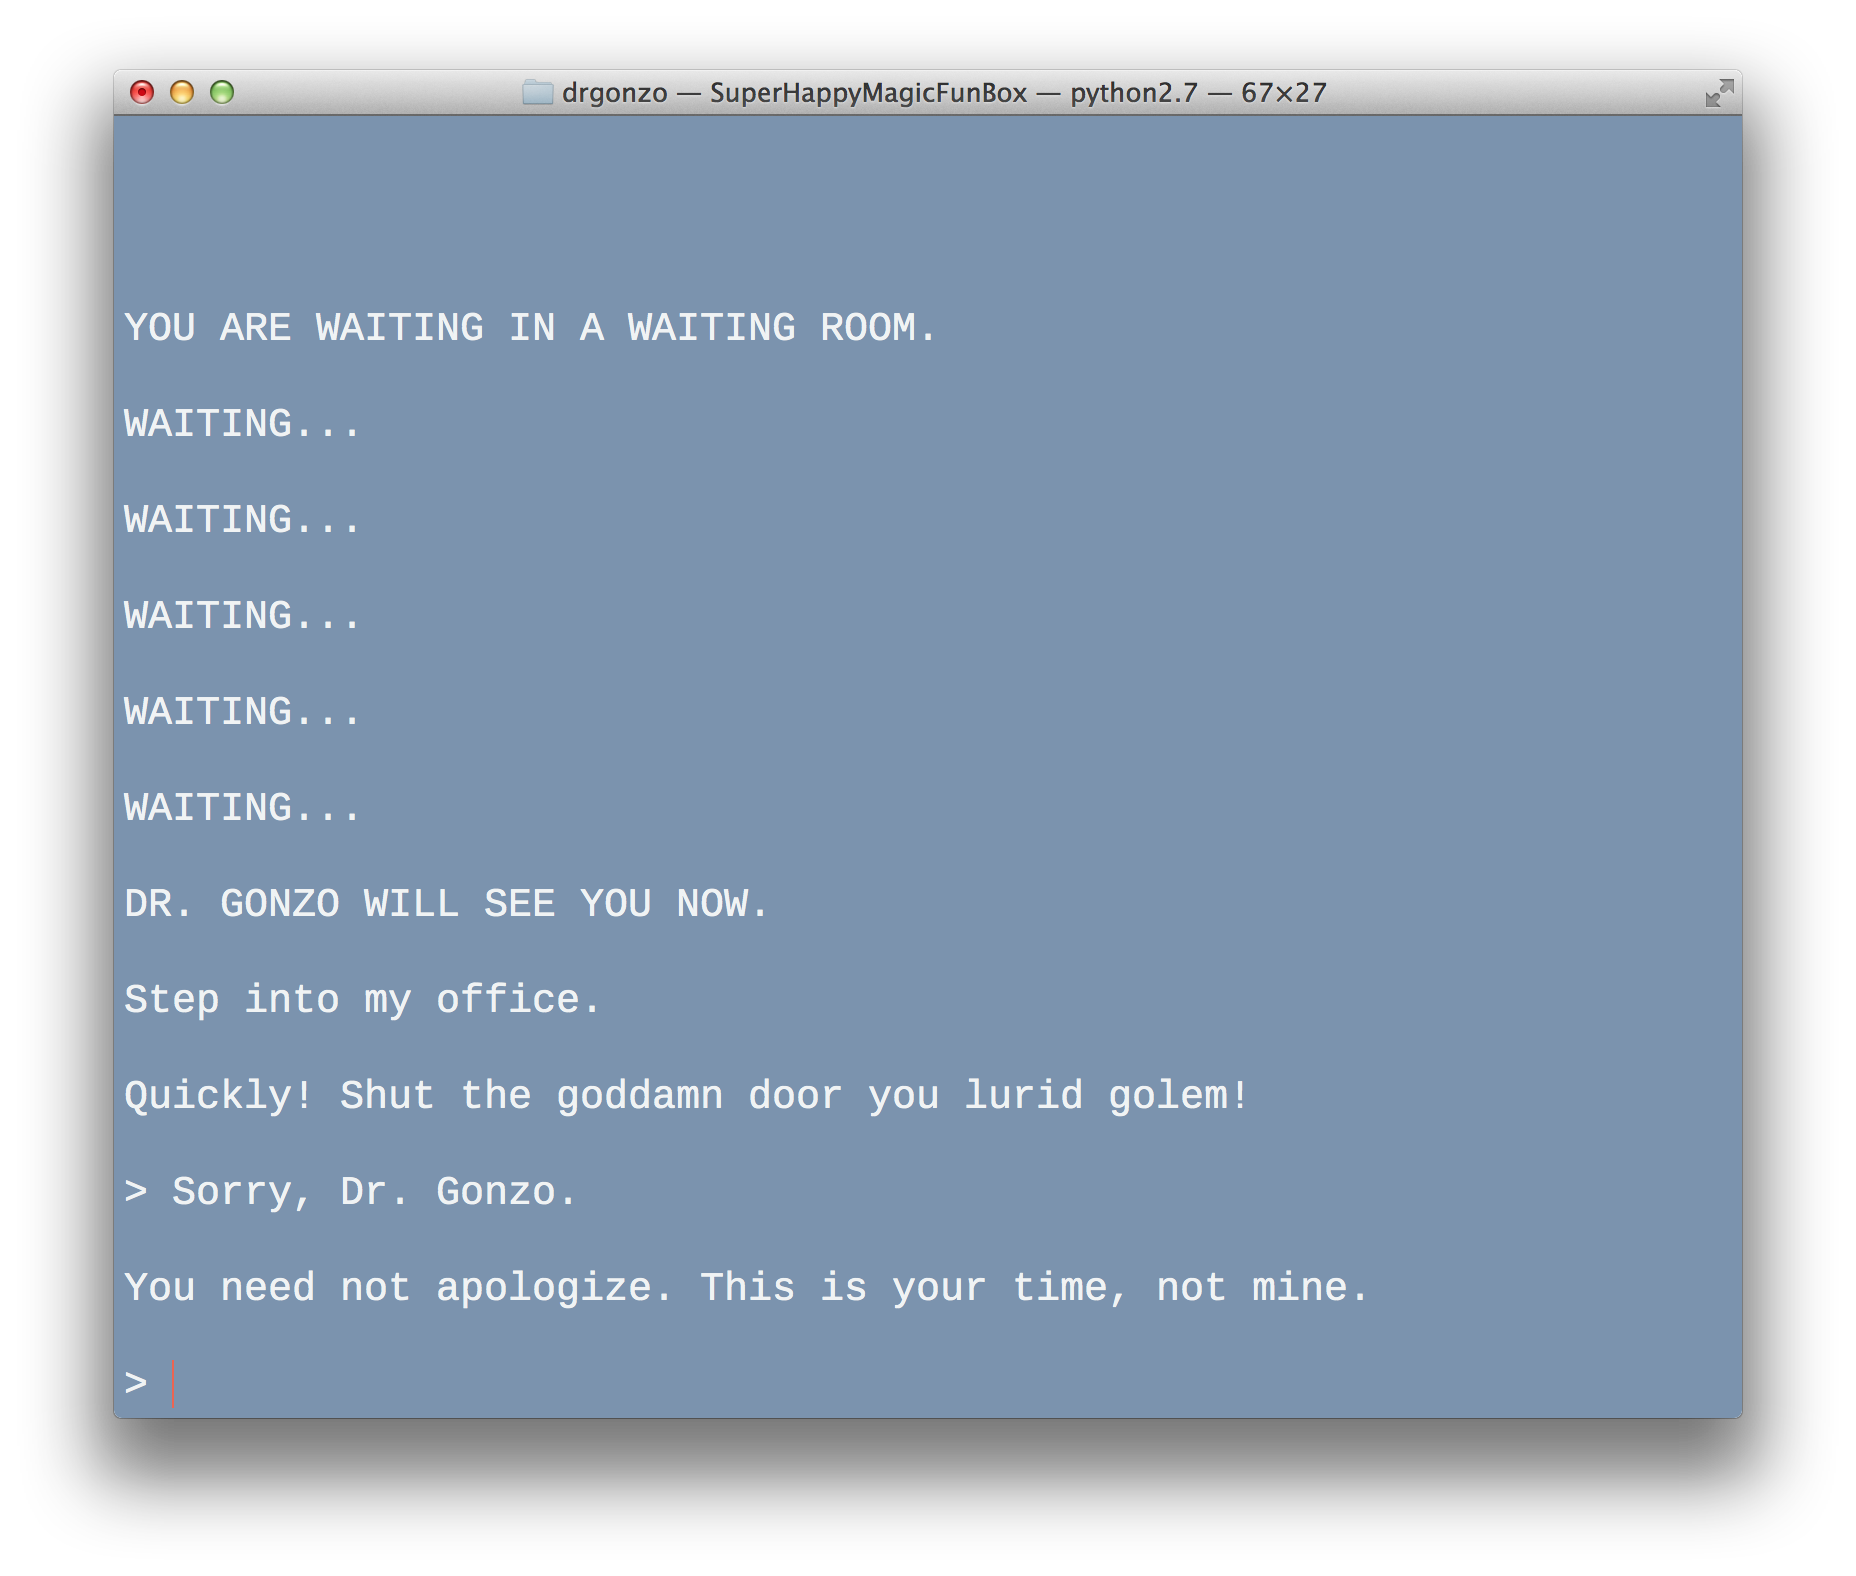 drgonzo — SuperHappyMagicFunBox — python2.7 — 67×27
YOU ARE WAITING IN A WAITING ROOM.
WAITING...
WAITING...
WAITING...
WAITING...
WAITING...
DR. GONZO WILL SEE YOU NOW.
Step into my office.
Quickly! Shut the goddamn door you lurid golem!
> Sorry, Dr. Gonzo.
You need not apologize. This is your time, not mine.
>